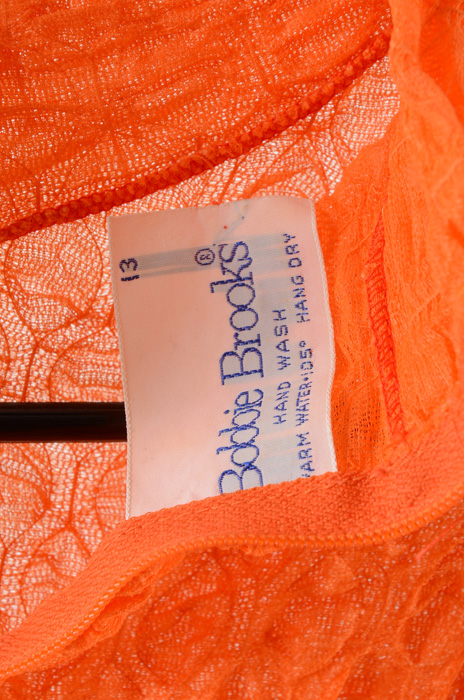 13
Bobbie Brooks®
HAND WASH
WARM WATER•105° HANG DRY